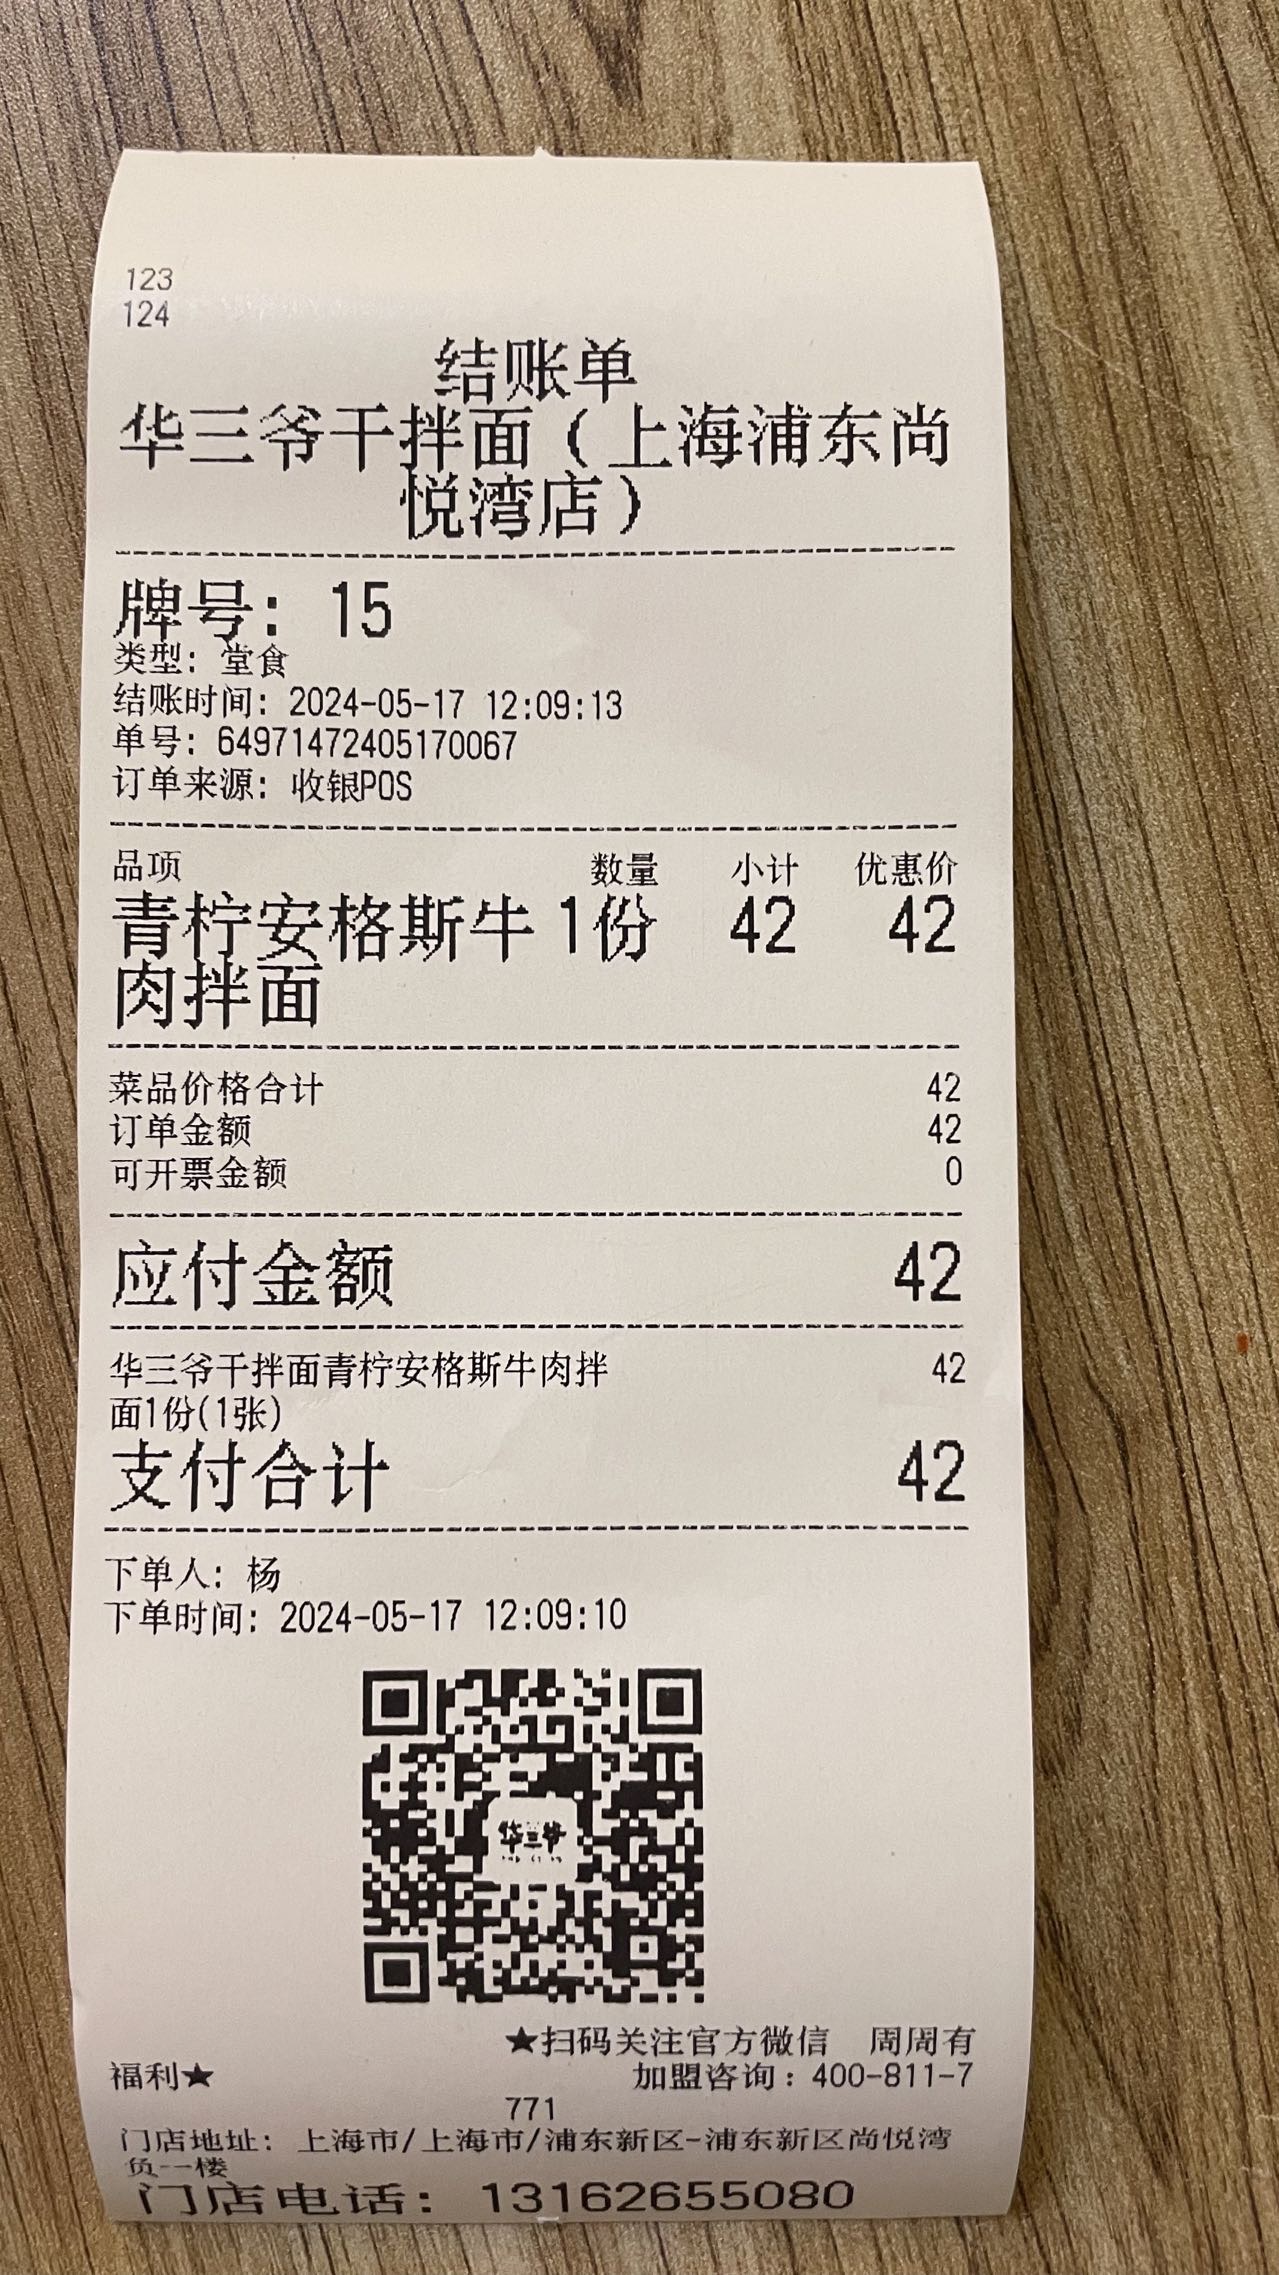 123
124
结账单
华三爷干拌面（上海浦东尚
悦湾店）
牌号：15
类型：堂食
结账时间：2024-05-17 12:09:13
单号：64971472405170067
订单来源：收银POS
品项 数量 小计 优惠价
青柠安格斯牛 1份 42 42
肉拌面
菜品价格合计 42
订单金额 42
可开票金额 0
应付金额 42
华三爷干拌面青柠安格斯牛肉拌 42
面1份(1张)
支付合计 42
下单人：杨
下单时间：2024-05-17 12:09:10
华三爷
★扫码关注官方微信 周周有
福利★ 加盟咨询：400-811-7
771
门店地址：上海市/上海市/浦东新区-浦东新区尚悦湾
负一楼
门店电话：13162655080